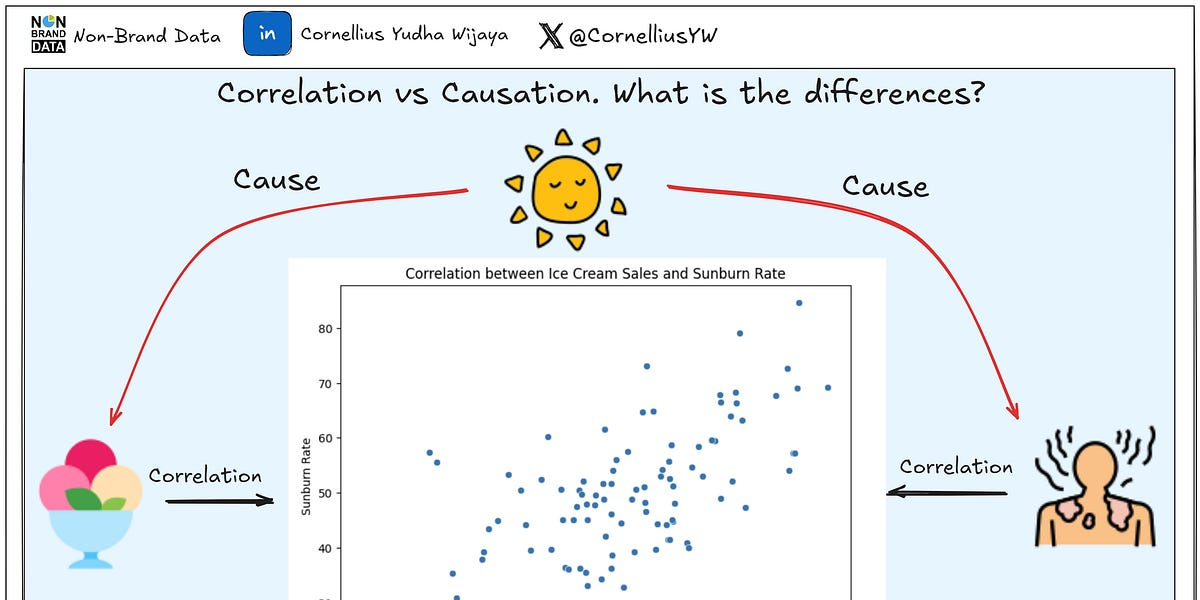 NON
BRAND
DATA
Non-Brand Data
in
Cornellius Yudha Wijaya
X @CornelliusYW
Correlation vs Causation. What is the differences?
Cause
Cause
Correlation between Ice Cream Sales and Sunburn Rate
80
70
60
50
40
Sunburn Rate
Correlation
Correlation